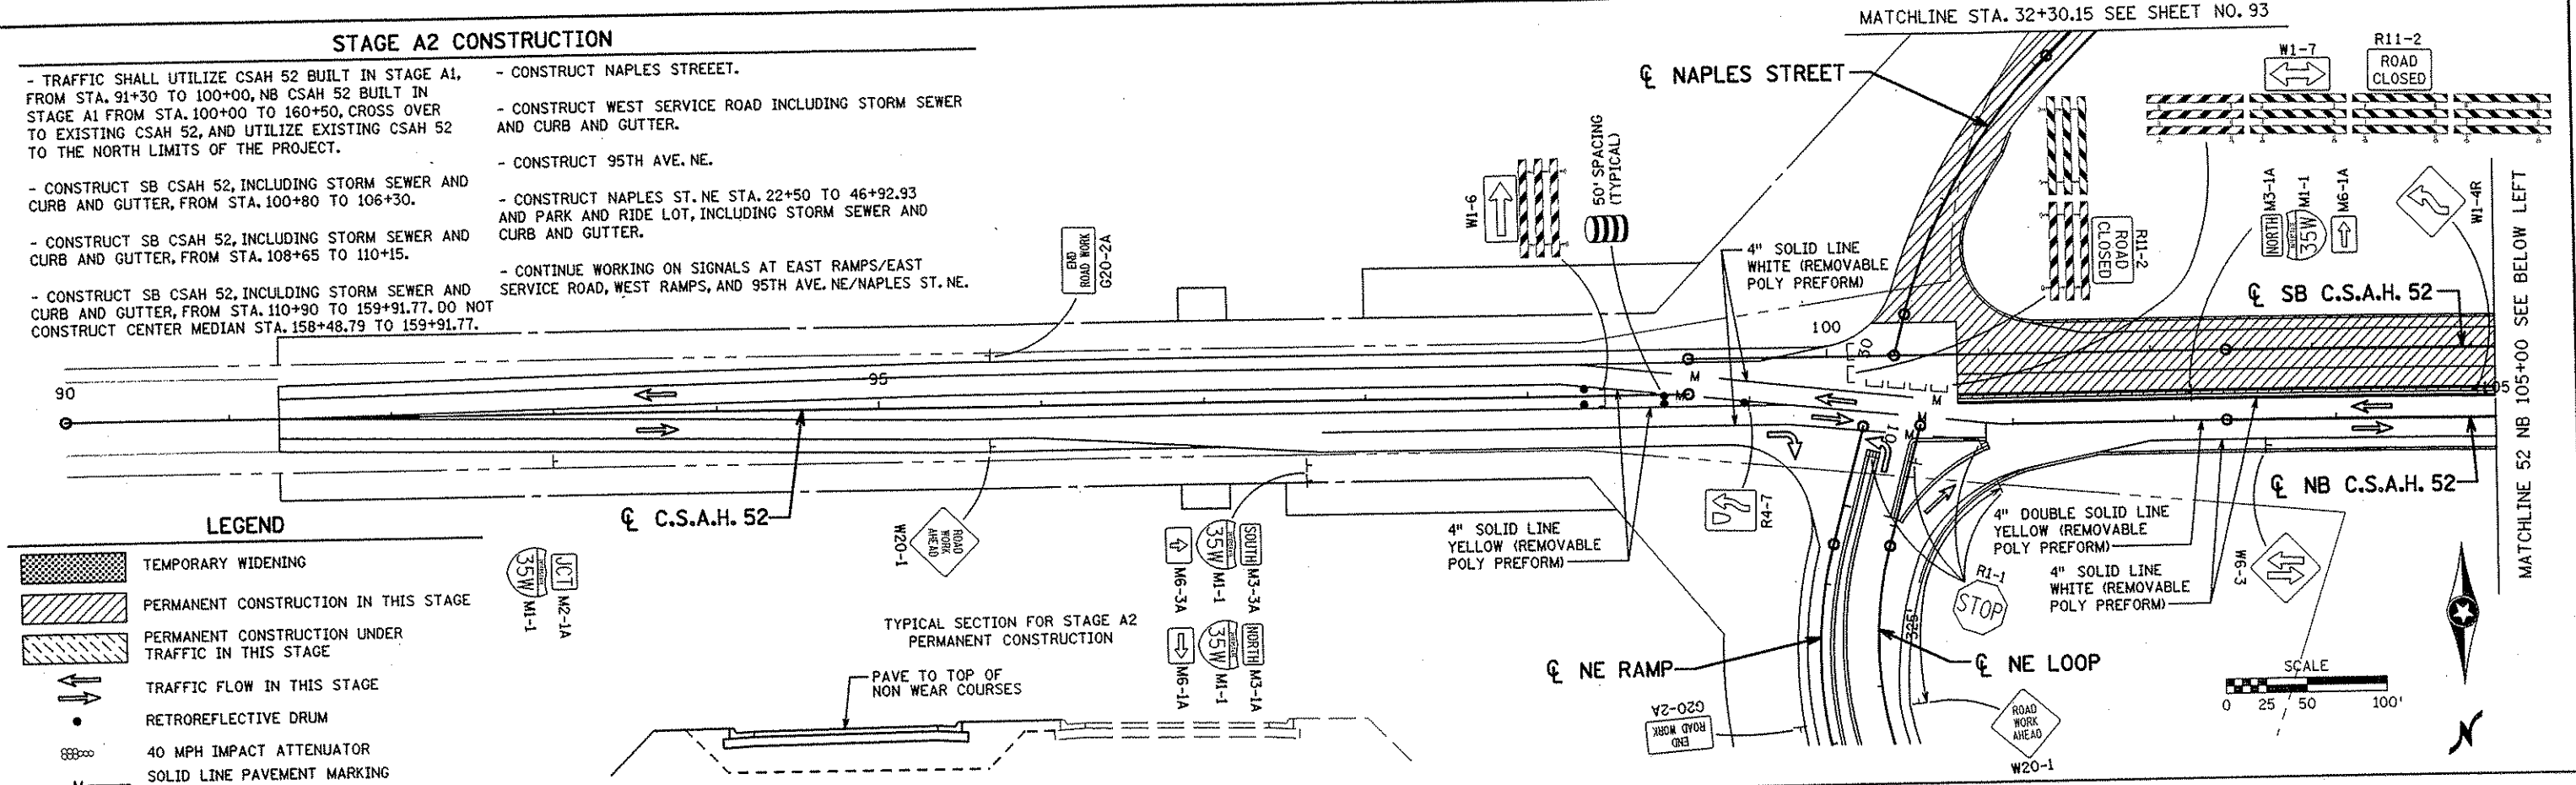 MATCHLINE STA. 32+30.15 SEE SHEET NO. 93
STAGE A2 CONSTRUCTION
- TRAFFIC SHALL UTILIZE CSAH 52 BUILT IN STAGE A1,
FROM STA. 91+30 TO 100+00, NB CSAH 52 BUILT IN
STAGE A1 FROM STA. 100+00 TO 160+50, CROSS OVER
TO EXISTING CSAH 52, AND UTILIZE EXISTING CSAH 52
TO THE NORTH LIMITS OF THE PROJECT.
- CONSTRUCT SB CSAH 52, INCLUDING STORM SEWER AND
CURB AND GUTTER, FROM STA. 100+80 TO 106+30.
- CONSTRUCT SB CSAH 52, INCLUDING STORM SEWER AND
CURB AND GUTTER, FROM STA. 108+65 TO 110+15.
- CONSTRUCT SB CSAH 52, INCULDING STORM SEWER AND
CURB AND GUTTER, FROM STA. 110+90 TO 159+91.77. DO NOT
CONSTRUCT CENTER MEDIAN STA. 158+48.79 TO 159+91.77.
- CONSTRUCT NAPLES STREEET.
- CONSTRUCT WEST SERVICE ROAD INCLUDING STORM SEWER
AND CURB AND GUTTER.
- CONSTRUCT 95TH AVE. NE.
- CONSTRUCT NAPLES ST. NE STA. 22+50 TO 46+92.93
AND PARK AND RIDE LOT, INCLUDING STORM SEWER AND
CURB AND GUTTER.
- CONTINUE WORKING ON SIGNALS AT EAST RAMPS/EAST
SERVICE ROAD, WEST RAMPS, AND 95TH AVE. NE/NAPLES ST. NE.
END
ROAD WORK
G20-2A
W1-6
50' SPACING
(TYPICAL)
℄ NAPLES STREET
W1-7
R11-2
ROAD
CLOSED
ROAD
CLOSED
R11-2
NORTH M3-1A
35W M1-1
M6-1A
W1-4R
4" SOLID LINE
WHITE (REMOVABLE
POLY PREFORM)
℄ SB C.S.A.H. 52
MATCHLINE 52 NB 105+00 SEE BELOW LEFT
90
95
100
30
105
M
M
M
M
M
10
℄ C.S.A.H. 52
℄ NB C.S.A.H. 52
W20-1
ROAD
WORK
AHEAD
JCT M2-1A
35W M1-1
SOUTH M3-3A
35W M1-1
M6-3A
NORTH M3-1A
35W M1-1
M6-1A
4" SOLID LINE
YELLOW (REMOVABLE
POLY PREFORM)
R4-7
4" DOUBLE SOLID LINE
YELLOW (REMOVABLE
POLY PREFORM)
4" SOLID LINE
WHITE (REMOVABLE
POLY PREFORM)
W6-3
R1-1
STOP
325'
℄ NE RAMP
℄ NE LOOP
G20-2A
END
ROAD WORK
ROAD
WORK
AHEAD
W20-1
SCALE
0 25 50 100'
N
LEGEND
TEMPORARY WIDENING
PERMANENT CONSTRUCTION IN THIS STAGE
PERMANENT CONSTRUCTION UNDER
TRAFFIC IN THIS STAGE
TRAFFIC FLOW IN THIS STAGE
RETROREFLECTIVE DRUM
40 MPH IMPACT ATTENUATOR
M SOLID LINE PAVEMENT MARKING
TYPICAL SECTION FOR STAGE A2
PERMANENT CONSTRUCTION
PAVE TO TOP OF
NON WEAR COURSES